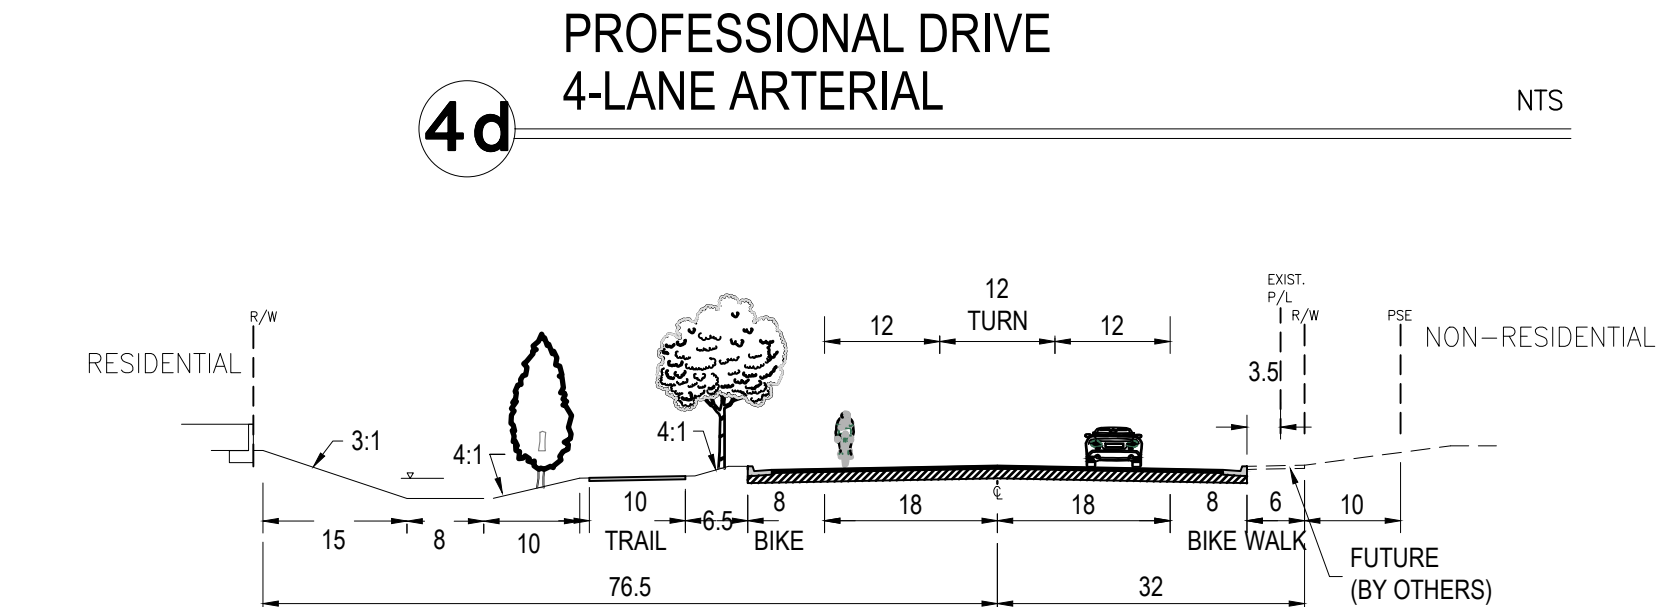 PROFESSIONAL DRIVE
4-LANE ARTERIAL
4d
NTS
RESIDENTIAL
R/W
3:1
4:1
4:1
12
12
TURN
12
EXIST.
P/L
R/W
PSE
NON-RESIDENTIAL
3.5
15
8
10
10
TRAIL
6.5
8
BIKE
18
℄
18
8
BIKE
6
WALK
10
FUTURE
(BY OTHERS)
76.5
32